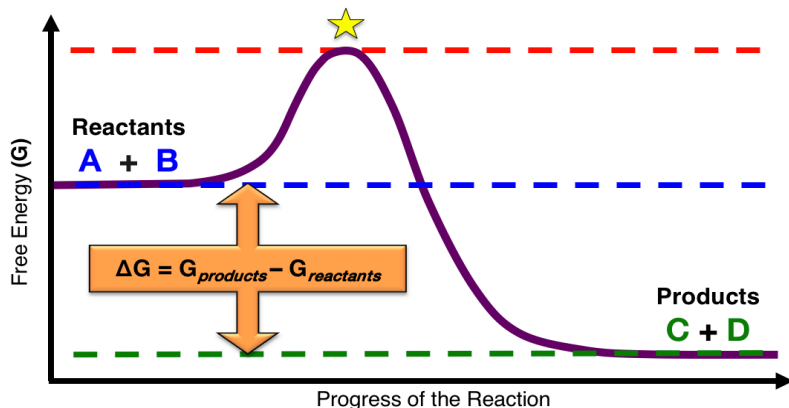 Free Energy (G)
Reactants
A + B
ΔG = Gproducts – Greactants
Products
C + D
Progress of the Reaction